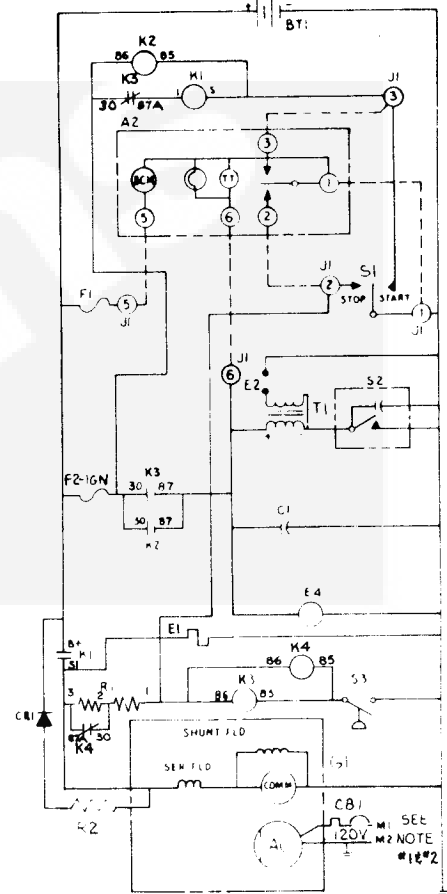 + -
BT1
K2
86 85
K3 K1
30 87A 1 S
J1
3
A2
3
BCM TT 1
5 6 2
J1
2 S1
STOP START
F1 5
J1
1
J1
J1
6
E2
T1
S2
+
F2-IGN
K3
30 87
30 87
K2
C1
E4
B+
K1
S1
E1
K4
86 85
K3
86 85
S3
3 R1 2 1
CR1
87A 30
K4
SHUNT FLD
SER FLD
G1
COMM
R2
CB1
AC
120V
M1 SEE
M2 NOTE
#1&#2